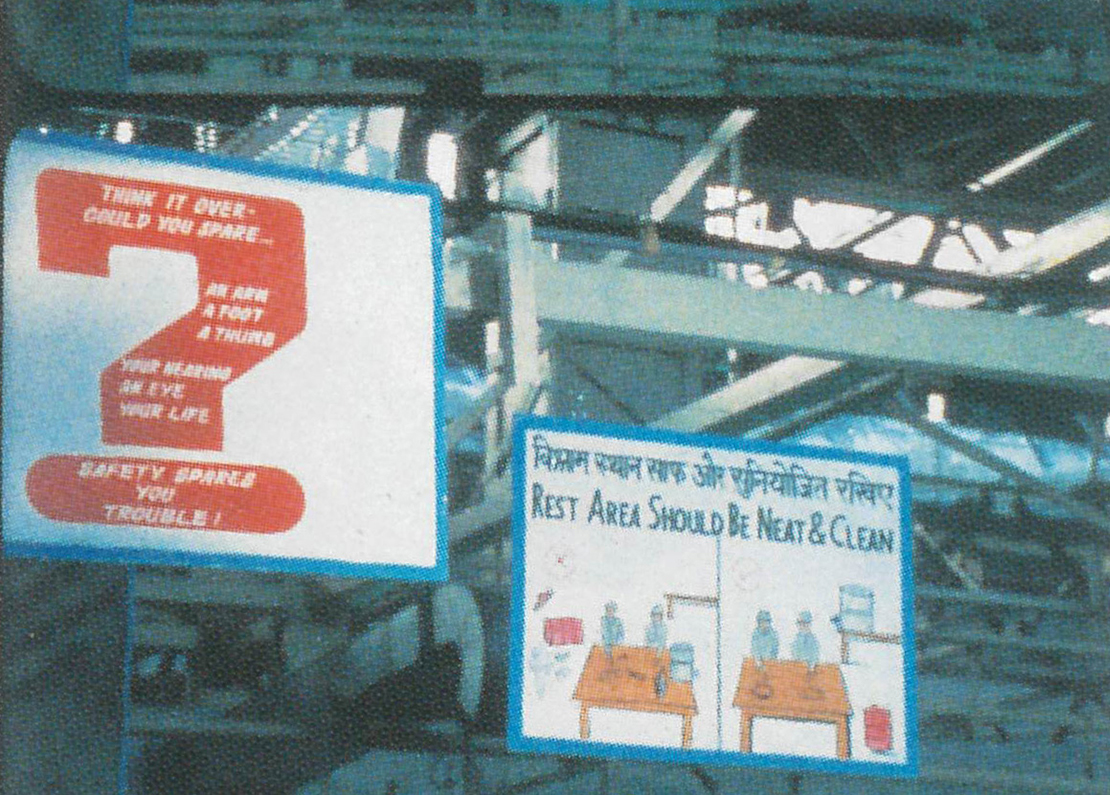 THINK IT OVER-
COULD YOU SPARE...
AN ARM
A FOOT
A THUMB
YOUR HEARING
AN EYE
YOUR LIFE
SAFETY SPARES
YOU
TROUBLE!
विश्राम स्थान साफ और सुनियोजित रखिए
REST AREA SHOULD BE NEAT & CLEAN